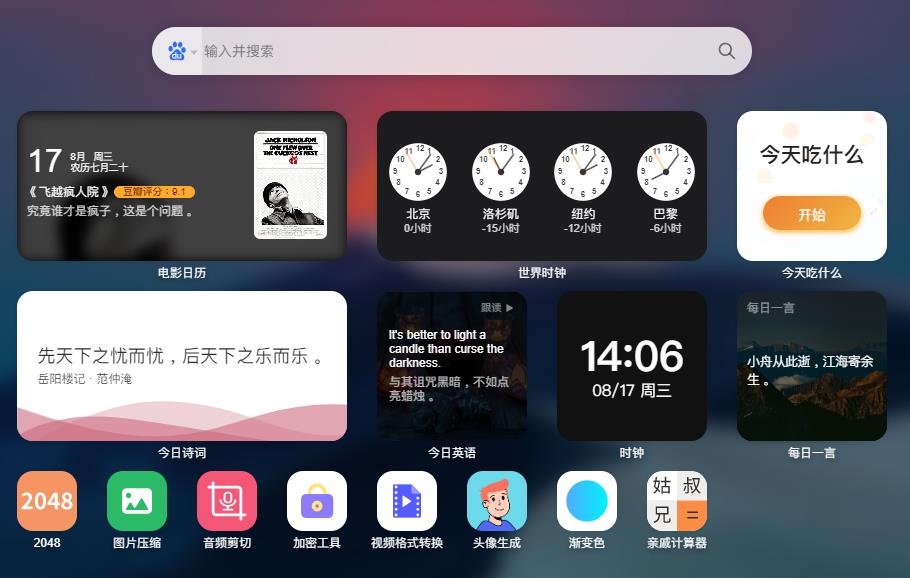 du 输入并搜索
17 8月 周三
农历七月二十
《飞越疯人院》 豆瓣评分：9.1
究竟谁才是疯子，这是个问题。
JACK NICHOLSON
ONE FLEW OVER
THE CUCKOO'S NEST
电影日历
北京 洛杉矶 纽约 巴黎
0小时 -15小时 -12小时 -6小时
世界时钟
今天吃什么
开始
今天吃什么
先天下之忧而忧，后天下之乐而乐。
岳阳楼记 · 范仲淹
今日诗词
跟读
It's better to light a
candle than curse the
darkness.
与其诅咒黑暗，不如点
亮蜡烛。
今日英语
14:06
08/17 周三
时钟
每日一言
小舟从此逝，江海寄余
生。
每日一言
2048
姑 叔
兄 =
2048 图片压缩 音频剪切 加密工具 视频格式转换 头像生成 渐变色 亲戚计算器